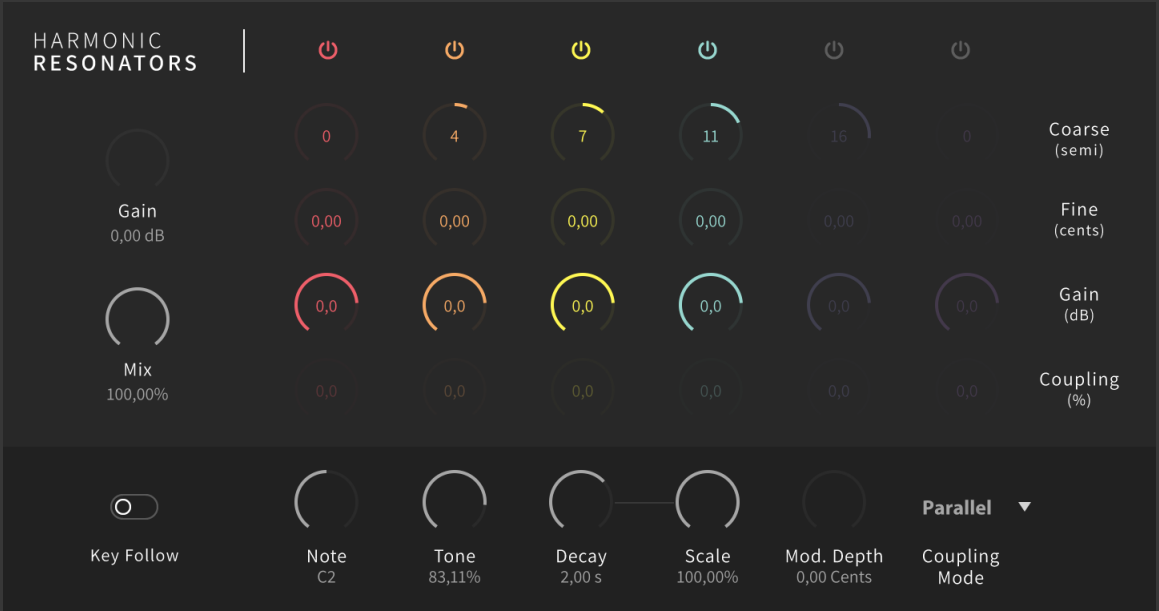 HARMONIC
RESONATORS
0 4 7 11 16 0
Coarse
(semi)
Gain
0,00 dB
0,00 0,00 0,00 0,00 0,00 0,00
Fine
(cents)
0,0 0,0 0,0 0,0 0,0 0,0
Gain
(dB)
Mix
100,00%
0,0 0,0 0,0 0,0 0,0 0,0
Coupling
(%)
Parallel
Key Follow
Note
C2
Tone
83,11%
Decay
2,00 s
Scale
100,00%
Mod. Depth
0,00 Cents
Coupling
Mode